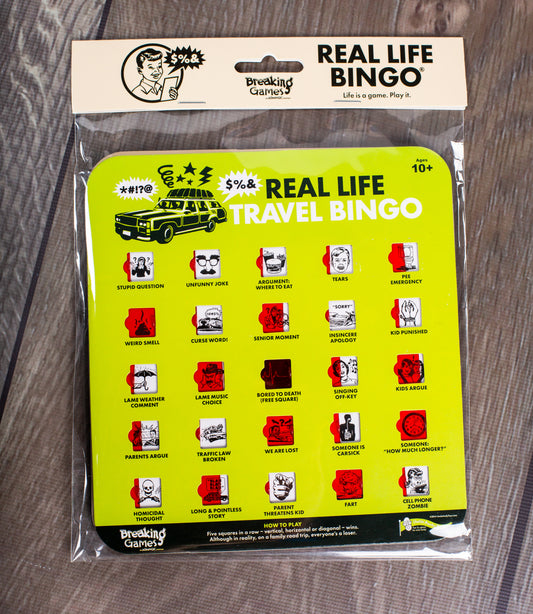 $%&
Breaking
Games
REAL LIFE
BINGO®
Life is a game. Play it.
Ages
10+
*#!?@
$%&
REAL LIFE
TRAVEL BINGO
STUPID QUESTION
UNFUNNY JOKE
ARGUMENT:
WHERE TO EAT
TEARS
PEE
EMERGENCY
WEIRD SMELL
CURSE WORD!
SENIOR MOMENT
"SORRY"
INSINCERE
APOLOGY
KID PUNISHED
LAME WEATHER
COMMENT
LAME MUSIC
CHOICE
BORED TO DEATH
(FREE SQUARE)
SINGING
OFF-KEY
KIDS ARGUE
PARENTS ARGUE
TRAFFIC LAW
BROKEN
WE ARE LOST
SOMEONE IS
CARSICK
SOMEONE:
"HOW MUCH LONGER?"
HOMICIDAL
THOUGHT
LONG & POINTLESS
STORY
PARENT
THREATENS KID
FART
CELL PHONE
ZOMBIE
Breaking
Games
HOW TO PLAY
Five squares in a row – vertical, horizontal or diagonal – wins.
Although in reality, on a family road trip, everyone's a loser.